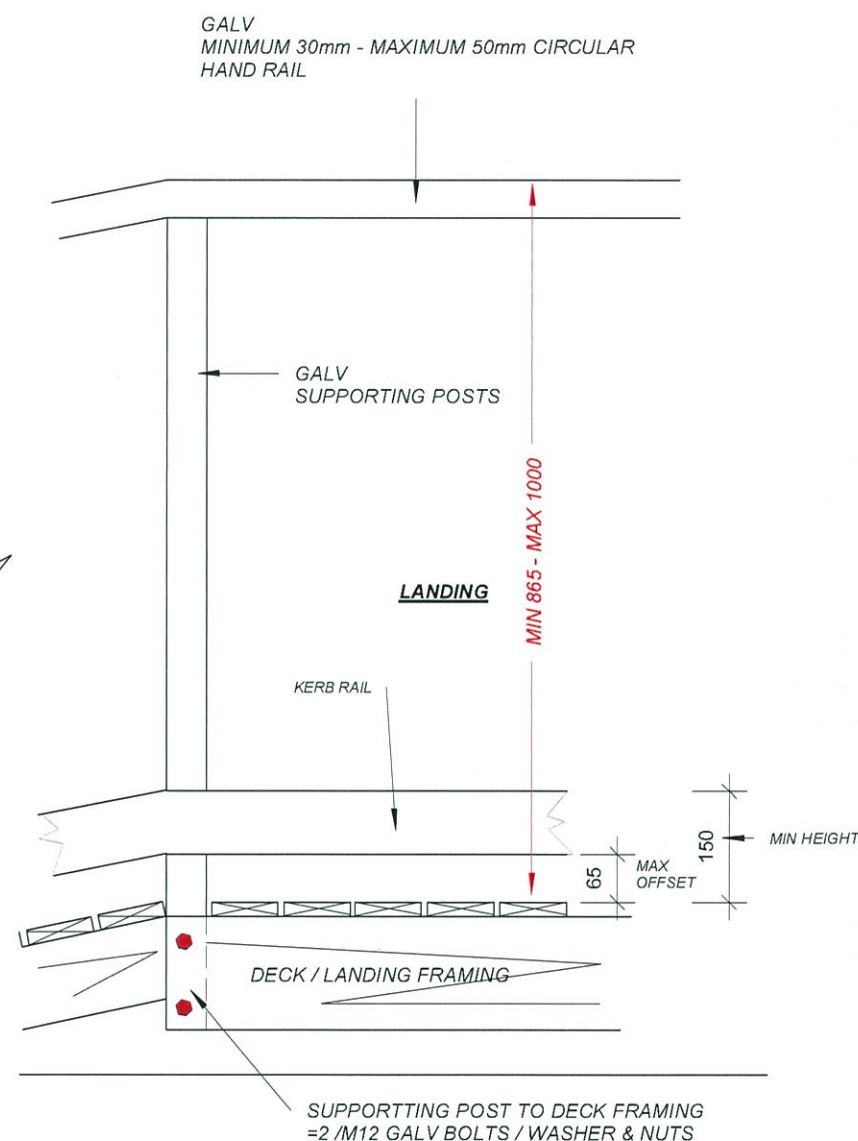 GALV
MINIMUM 30mm - MAXIMUM 50mm CIRCULAR
HAND RAIL
GALV
SUPPORTING POSTS
MIN 865 - MAX 1000
LANDING
KERB RAIL
150
MIN HEIGHT
65
MAX
OFFSET
DECK / LANDING FRAMING
SUPPORTTING POST TO DECK FRAMING
=2 /M12 GALV BOLTS / WASHER & NUTS